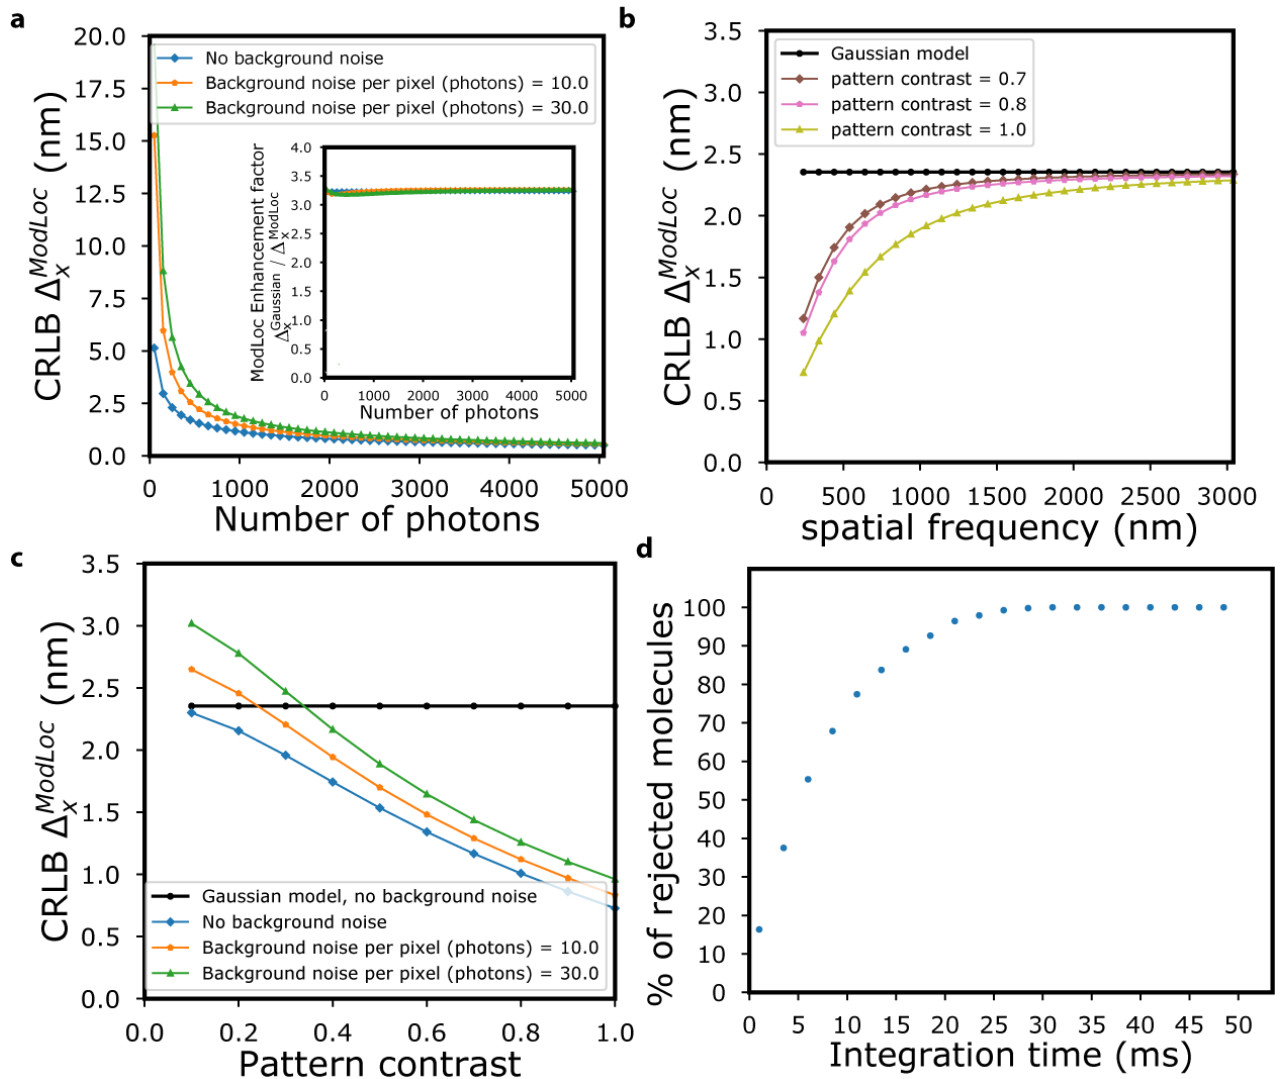 a
20.0
17.5
15.0
12.5
10.0
7.5
5.0
2.5
0.0
CRLB Δ_x^ModLoc (nm)
No background noise
Background noise per pixel (photons) = 10.0
Background noise per pixel (photons) = 30.0
ModLoc Enhancement factor
Δ_x^Gaussian / Δ_x^ModLoc
4.0
3.5
3.0
2.5
2.0
1.5
1.0
0.5
0.0
0 1000 2000 3000 4000 5000
Number of photons
0 1000 2000 3000 4000 5000
Number of photons
b
3.5
3.0
2.5
2.0
1.5
1.0
0.5
0.0
CRLB Δ_x^ModLoc (nm)
Gaussian model
pattern contrast = 0.7
pattern contrast = 0.8
pattern contrast = 1.0
0 500 1000 1500 2000 2500 3000
spatial frequency (nm)
c
3.5
3.0
2.5
2.0
1.5
1.0
0.5
0.0
CRLB Δ_x^ModLoc (nm)
Gaussian model, no background noise
No background noise
Background noise per pixel (photons) = 10.0
Background noise per pixel (photons) = 30.0
0.0 0.2 0.4 0.6 0.8 1.0
Pattern contrast
d
100
90
80
70
60
50
40
30
20
10
0
% of rejected molecules
0 5 10 15 20 25 30 35 40 45 50
Integration time (ms)